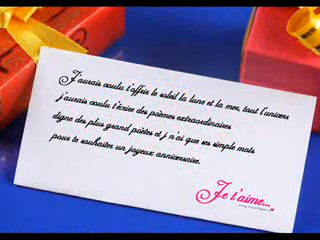 J'aurais voulu t'offrir le soleil la lune et la mer, tout l'univers
j'aurais voulu t'écrire des poèmes extraordinaires
digne des plus grand poètes et j n'ai que ses simple mots
pour te souhaiter un joyeux anniversaire.
Je t'aime...